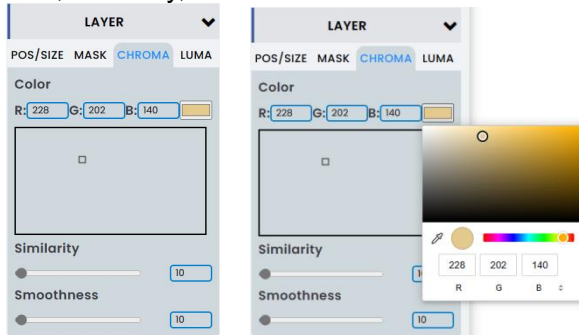 LAYER
POS/SIZE MASK CHROMA LUMA
Color
R: 228 G: 202 B: 140
Similarity
10
Smoothness
10
LAYER
POS/SIZE MASK CHROMA LUMA
Color
R: 228 G: 202 B: 140
Similarity
Smoothness
10
228 202 140
R G B